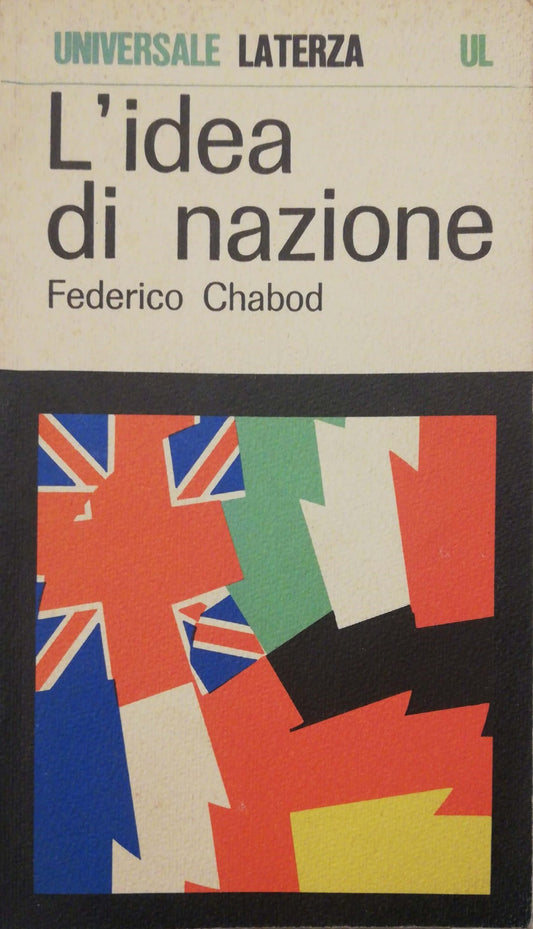 UNIVERSALE LATERZA UL
L'idea
di nazione
Federico Chabod